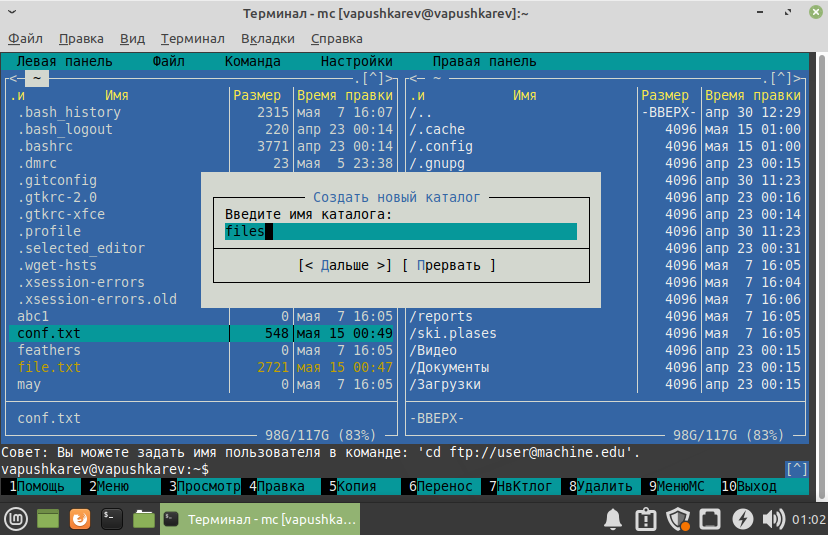 Терминал - mc [vapushkarev@vapushkarev]:~
Файл Правка Вид Терминал Вкладки Справка
Левая панель Файл Команда Настройки Правая панель
<─ ~ .[^]> <─ ~ .[^]>
.и Имя Размер Время правки .и Имя Размер Время правки
.bash_history 2315 мая 7 16:07 /.. -ВВЕРХ- апр 30 12:29
.bash_logout 220 апр 23 00:14 /.cache 4096 мая 15 01:00
.bashrc 3771 апр 23 00:14 /.config 4096 мая 15 01:00
.dmrc 23 мая 5 23:38 /.gnupg 4096 апр 23 00:15
.gitconfig 4096 апр 30 11:23
.gtkrc-2.0 4096 апр 23 00:16
.gtkrc-xfce 4096 апр 23 00:14
.profile 4096 апр 30 11:23
.selected_editor 4096 апр 23 00:31
.wget-hsts 4096 мая 7 16:05
.xsession-errors 4096 мая 7 16:04
.xsession-errors.old 4096 мая 7 16:06
Создать новый каталог
Введите имя каталога:
files
[< Дальше >] [ Прервать ]
abc1 0 мая 7 16:05 /reports 4096 мая 7 16:05
conf.txt 548 мая 15 00:49 /ski.plases 4096 мая 7 16:05
feathers 0 мая 7 16:05 /Видео 4096 апр 23 00:15
file.txt 2721 мая 15 00:47 /Документы 4096 апр 23 00:15
may 0 мая 7 16:05 /Загрузки 4096 апр 23 00:15
conf.txt -ВВЕРХ-
98G/117G (83%) 98G/117G (83%)
Совет: Вы можете задать имя пользователя в команде: 'cd ftp://user@machine.edu'.
vapushkarev@vapushkarev:~$ [^]
1Помощь 2Меню 3Просмотр 4Правка 5Копия 6Перенос 7НвКтлог 8Удалить 9МенюМС 10Выход
Терминал - mc [vapushka... 01:02